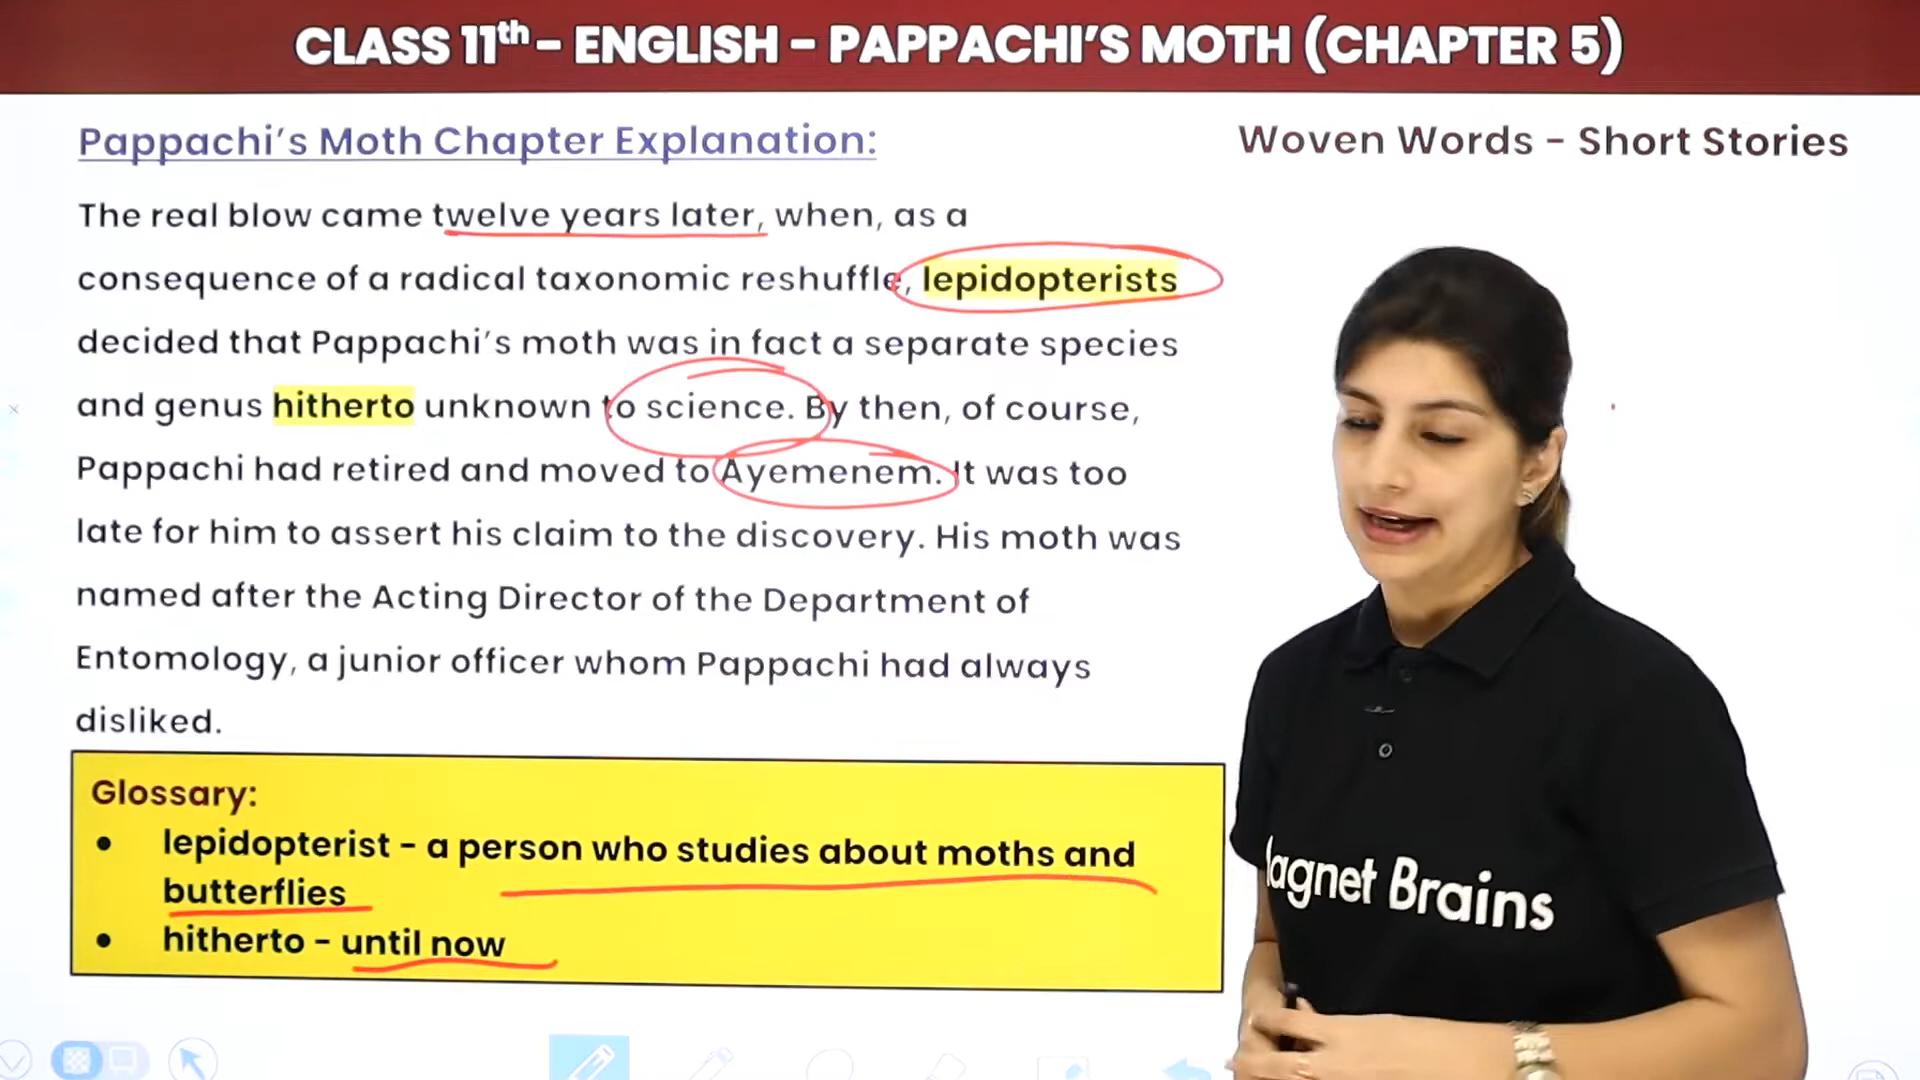 CLASS 11th – ENGLISH – PAPPACHI'S MOTH (CHAPTER 5)
Pappachi's Moth Chapter Explanation:
Woven Words – Short Stories
The real blow came twelve years later, when, as a
consequence of a radical taxonomic reshuffle, lepidopterists
decided that Pappachi's moth was in fact a separate species
and genus hitherto unknown to science. By then, of course,
Pappachi had retired and moved to Ayemenem. It was too
late for him to assert his claim to the discovery. His moth was
named after the Acting Director of the Department of
Entomology, a junior officer whom Pappachi had always
disliked.
Glossary:
• lepidopterist – a person who studies about moths and
butterflies
• hitherto – until now
agnet Brains